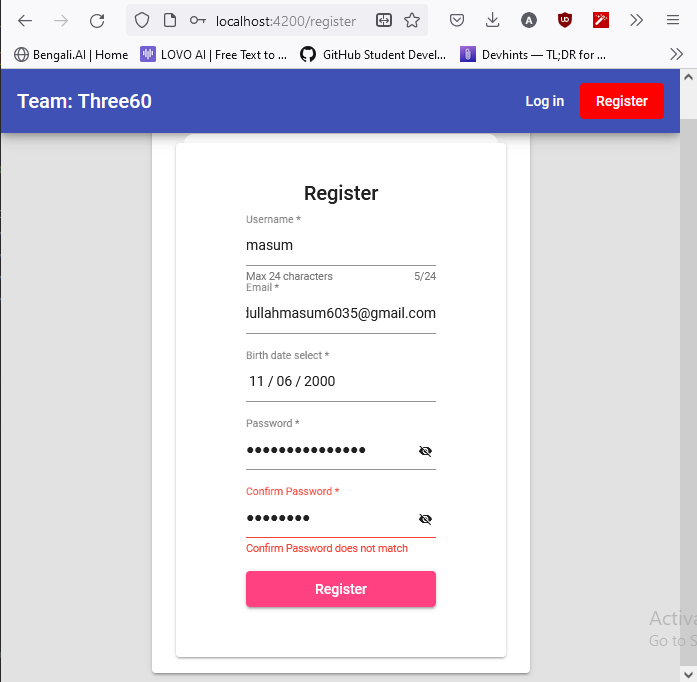 localhost:4200/register
Bengali.AI | Home
LOVO AI | Free Text to ...
GitHub Student Devel...
Devhints — TL;DR for ...
Team: Three60
Log in
Register
Register
Username *
masum
Max 24 characters
5/24
Email *
dullahmasum6035@gmail.com
Birth date select *
11 / 06 / 2000
Password *
Confirm Password *
Confirm Password does not match
Register
Activa
Go to S